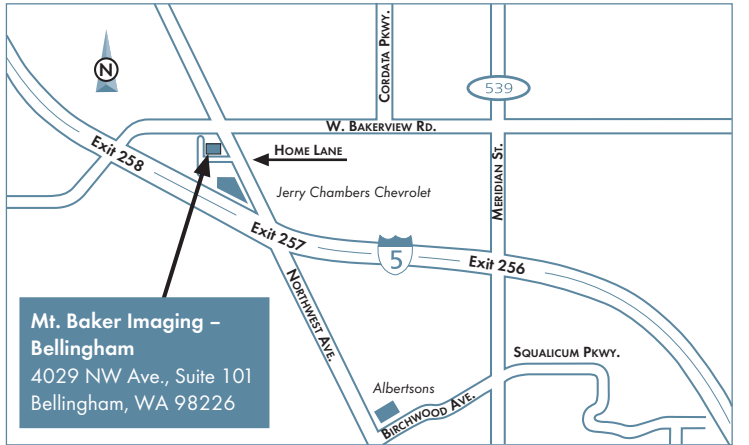 CORDATA PKWY.
N
539
W. BAKERVIEW RD.
Exit 258
HOME LANE
MERIDIAN ST.
Jerry Chambers Chevrolet
Exit 257
5
Exit 256
NORTHWEST AVE.
Mt. Baker Imaging –
Bellingham
4029 NW Ave., Suite 101
Bellingham, WA 98226
SQUALICUM PKWY.
Albertsons
BIRCHWOOD AVE.